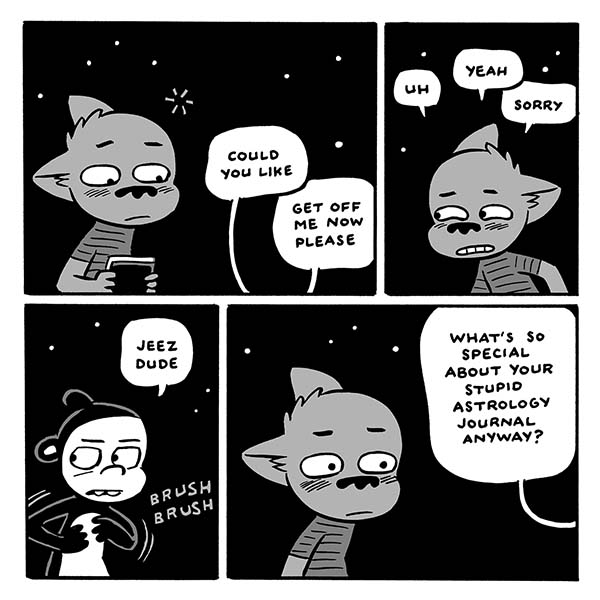 COULD
YOU LIKE
GET OFF
ME NOW
PLEASE
UH
YEAH
SORRY
JEEZ
DUDE
BRUSH
BRUSH
WHAT'S SO
SPECIAL
ABOUT YOUR
STUPID
ASTROLOGY
JOURNAL
ANYWAY?